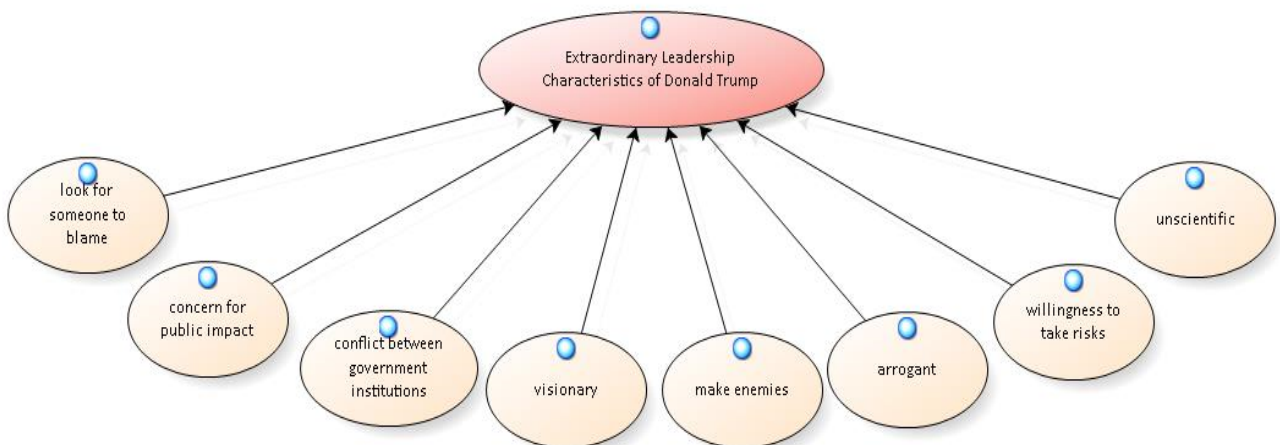 Extraordinary Leadership
Characteristics of Donald Trump
look for
someone to
blame
concern for
public impact
conflict between
government
institutions
visionary
make enemies
arrogant
willingness to
take risks
unscientific